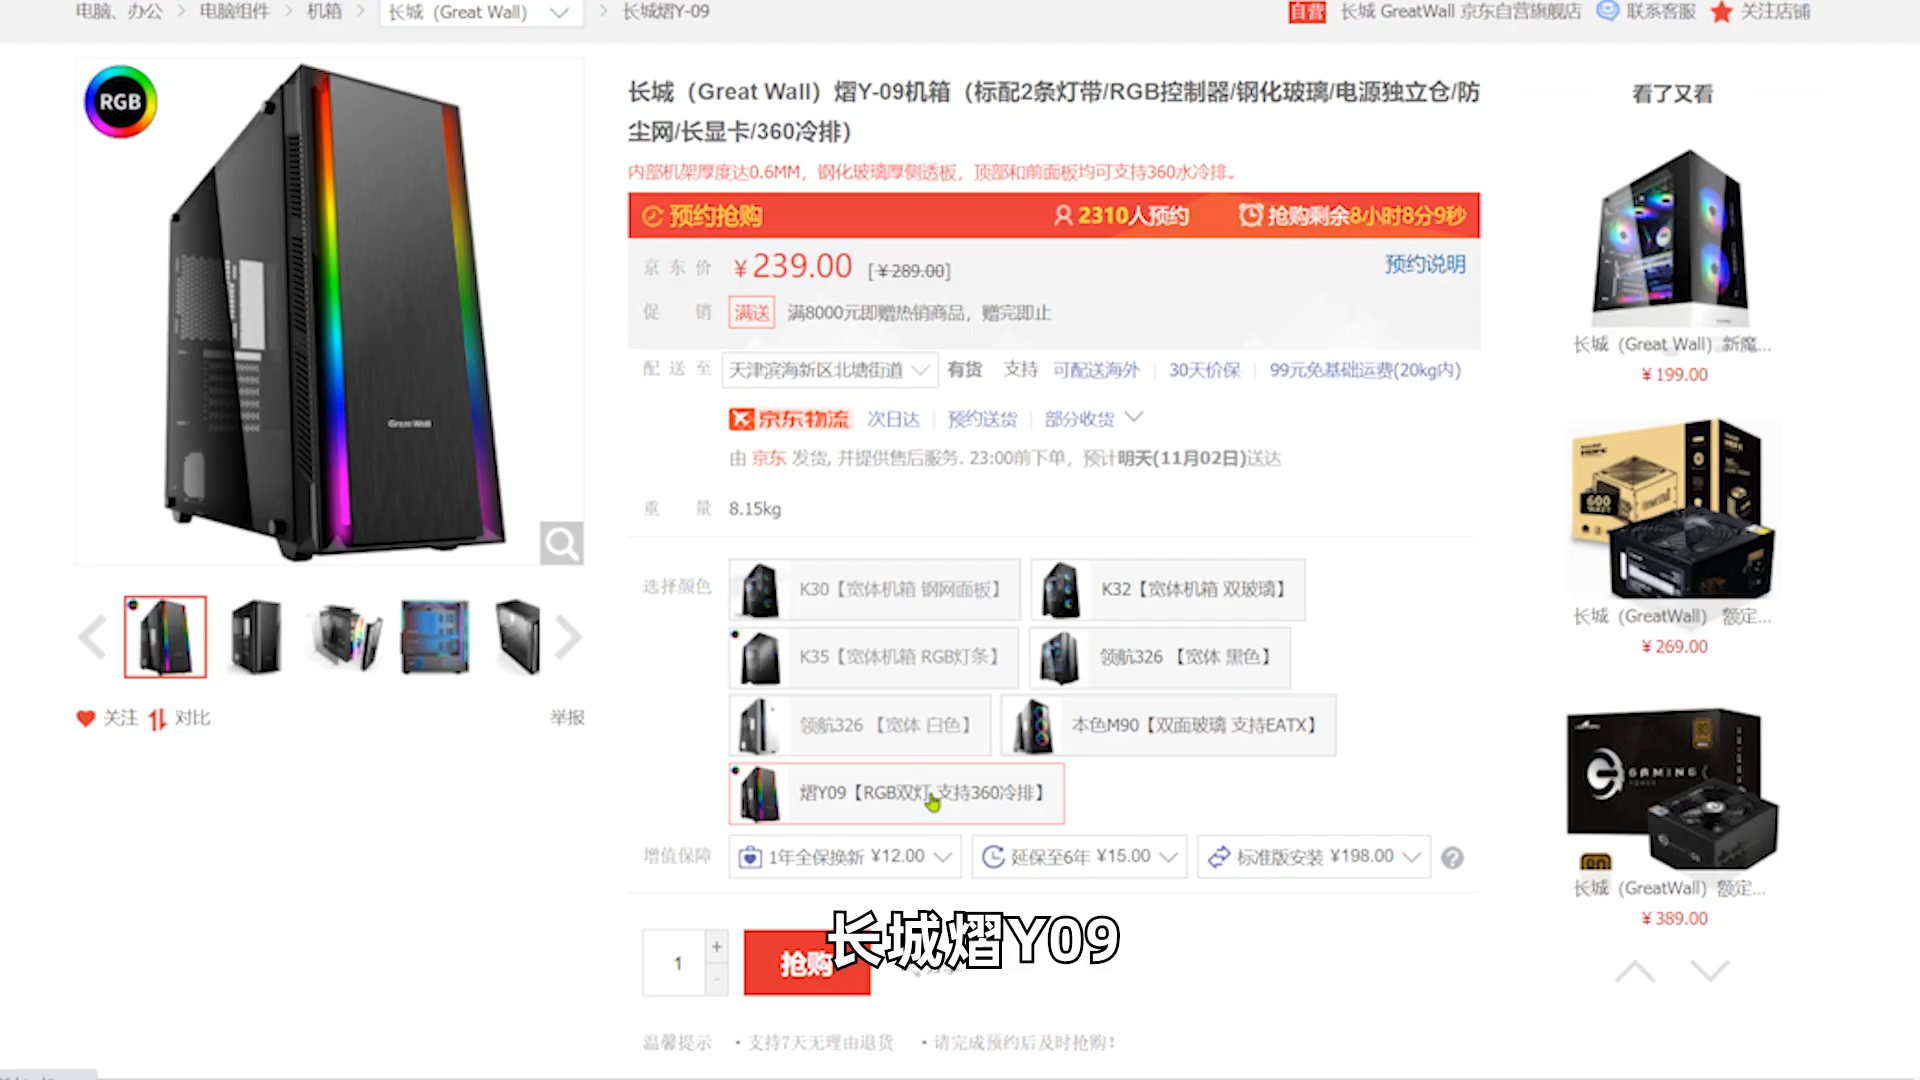 电脑、办公 > 电脑组件 > 机箱 > 长城（Great Wall） > 长城熠Y-09
自营 长城 GreatWall 京东自营旗舰店 联系客服 关注店铺
RGB
Great Wall
关注 对比 举报
长城（Great Wall）熠Y-09机箱（标配2条灯带/RGB控制器/钢化玻璃/电源独立仓/防
尘网/长显卡/360冷排）
内部机架厚度达0.6MM，钢化玻璃厚侧透板，顶部和前面板均可支持360水冷排。
预约抢购 2310人预约 抢购剩余8小时8分9秒
京东价 ￥239.00 [￥289.00] 预约说明
促销 满送 满8000元即赠热销商品，赠完即止
配送至 天津滨海新区北塘街道 有货 支持 可配送海外 | 30天价保 | 99元免基础运费(20kg内)
京东物流 次日达 | 预约送货 | 部分收货
由 京东 发货, 并提供售后服务. 23:00前下单，预计明天(11月02日)送达
重量 8.15kg
选择颜色 K30【宽体机箱 钢网面板】 K32【宽体机箱 双玻璃】
K35【宽体机箱 RGB灯条】 领航326 【宽体 黑色】
领航326 【宽体 白色】 本色M90【双面玻璃 支持EATX】
熠Y09【RGB双灯 支持360冷排】
增值保障 1年全保换新 ¥12.00 延保至6年 ¥15.00 标准版安装 ¥198.00 ?
1 + - 抢购
长城熠Y09
温馨提示 ·支持7天无理由退货 ·请完成预约后及时抢购！
看了又看
长城（Great Wall）新魔...
￥199.00
600
长城（GreatWall） 额定...
￥269.00
GAMING
长城（GreatWall） 额定...
￥389.00